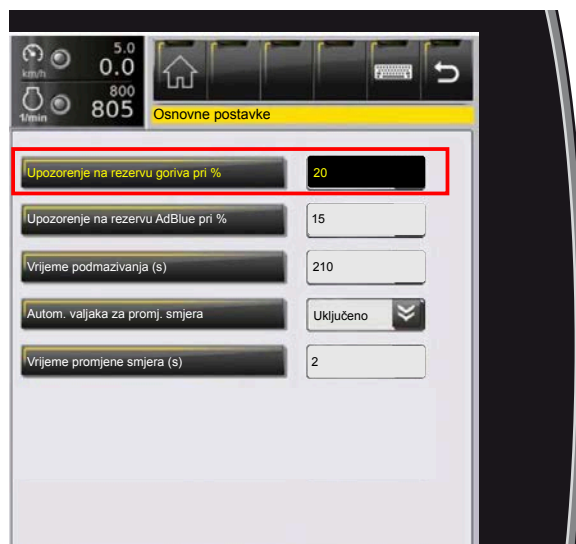 5.0
km/h 0.0
800
1/min 805
Osnovne postavke
Upozorenje na rezervu goriva pri % 20
Upozorenje na rezervu AdBlue pri % 15
Vrijeme podmazivanja (s) 210
Autom. valjaka za promj. smjera Uključeno
Vrijeme promjene smjera (s) 2